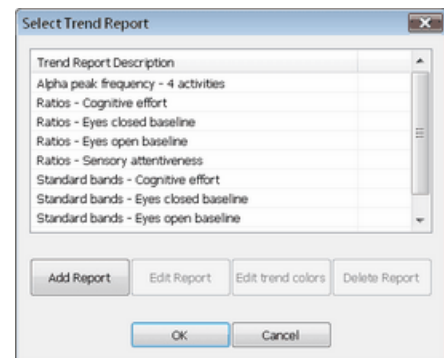 Select Trend Report
Trend Report Description
Alpha peak frequency - 4 activities
Ratios - Cognitive effort
Ratios - Eyes closed baseline
Ratios - Eyes open baseline
Ratios - Sensory attentiveness
Standard bands - Cognitive effort
Standard bands - Eyes closed baseline
Standard bands - Eyes open baseline
Add Report Edit Report Edit trend colors Delete Report
OK Cancel